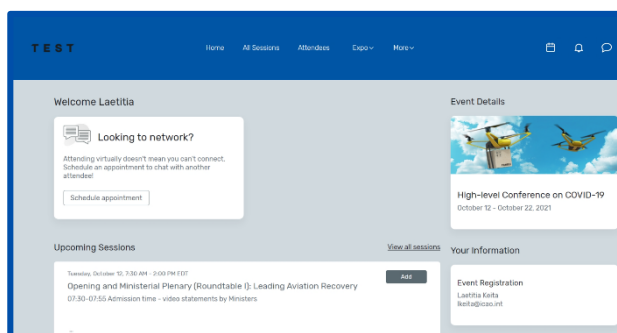 TEST
Home All Sessions Attendees Expo More
Welcome Laetitia
Looking to network?
Attending virtually doesn't mean you can't connect.
Schedule an appointment to chat with another
attendee!
Schedule appointment
Event Details
High-level Conference on COVID-19
October 12 - October 22, 2021
Upcoming Sessions
View all sessions
Tuesday, October 12, 7:30 AM - 2:00 PM EDT
Opening and Ministerial Plenary (Roundtable I): Leading Aviation Recovery
07:30-07:55 Admission time - video statements by Ministers
Add
Your Information
Event Registration
Laetitia Keita
lkeita@icao.int